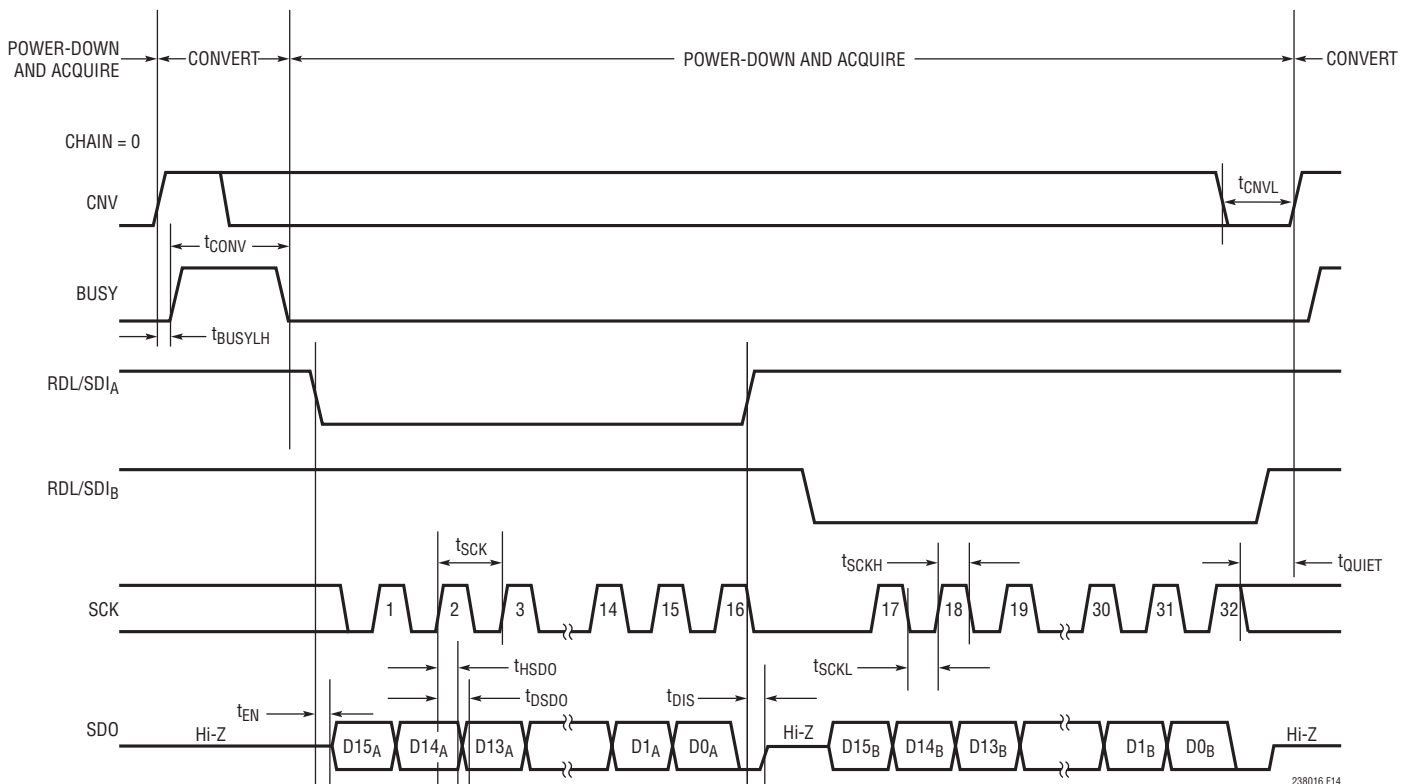 POWER-DOWN
AND ACQUIRE
CONVERT
POWER-DOWN AND ACQUIRE
CONVERT
CHAIN = 0
CNV
tCNVL
tCONV
BUSY
tBUSYLH
RDL/SDIA
RDL/SDIB
tSCK
tSCKH
tQUIET
SCK
1
2
3
14
15
16
17
18
19
30
31
32
tHSDO
tSCKL
tDSDO
tDIS
tEN
SDO
Hi-Z
D15A
D14A
D13A
D1A
D0A
Hi-Z
D15B
D14B
D13B
D1B
D0B
Hi-Z
238016 F14